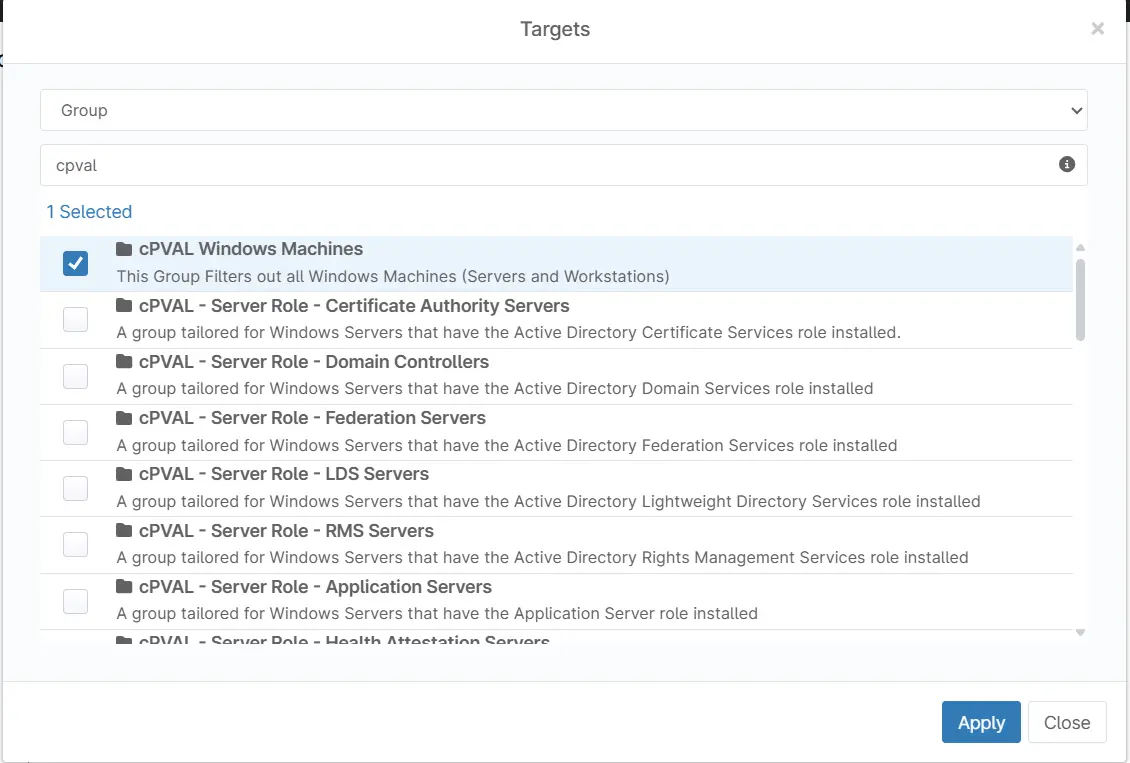 Targets
×
Group
cpval
1 Selected
cPVAL Windows Machines
This Group Filters out all Windows Machines (Servers and Workstations)
cPVAL - Server Role - Certificate Authority Servers
A group tailored for Windows Servers that have the Active Directory Certificate Services role installed.
cPVAL - Server Role - Domain Controllers
A group tailored for Windows Servers that have the Active Directory Domain Services role installed
cPVAL - Server Role - Federation Servers
A group tailored for Windows Servers that have the Active Directory Federation Services role installed
cPVAL - Server Role - LDS Servers
A group tailored for Windows Servers that have the Active Directory Lightweight Directory Services role installed
cPVAL - Server Role - RMS Servers
A group tailored for Windows Servers that have the Active Directory Rights Management Services role installed
cPVAL - Server Role - Application Servers
A group tailored for Windows Servers that have the Application Server role installed
cPVAL - Server Role - Health Attestation Servers
Apply
Close